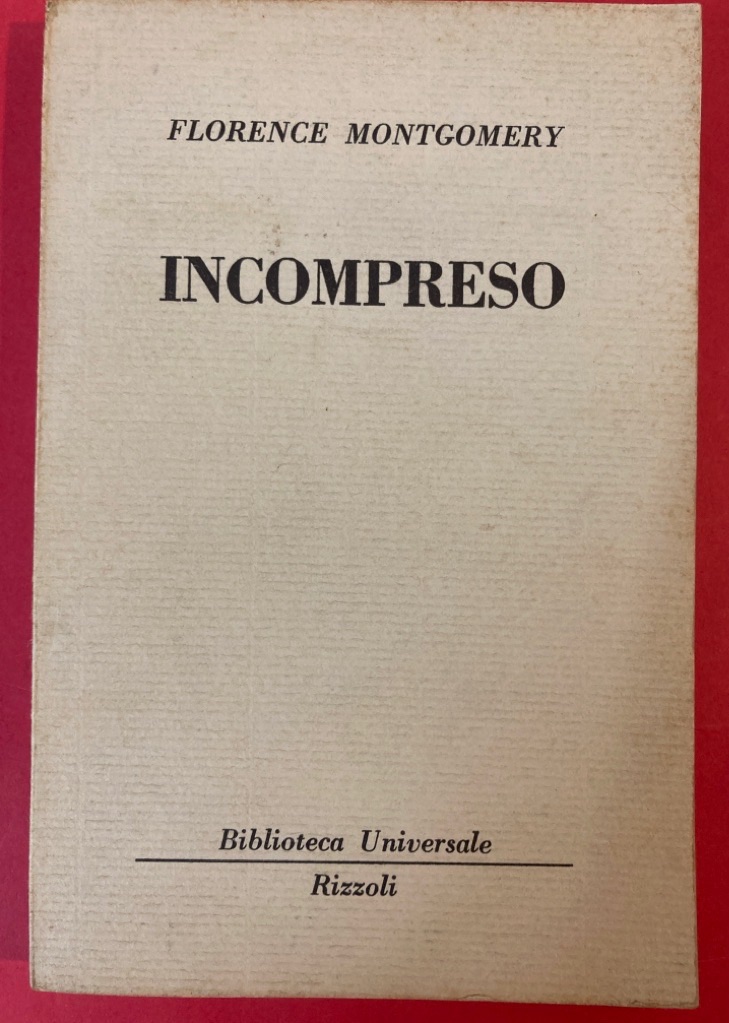 FLORENCE MONTGOMERY
INCOMPRESO
Biblioteca Universale
Rizzoli